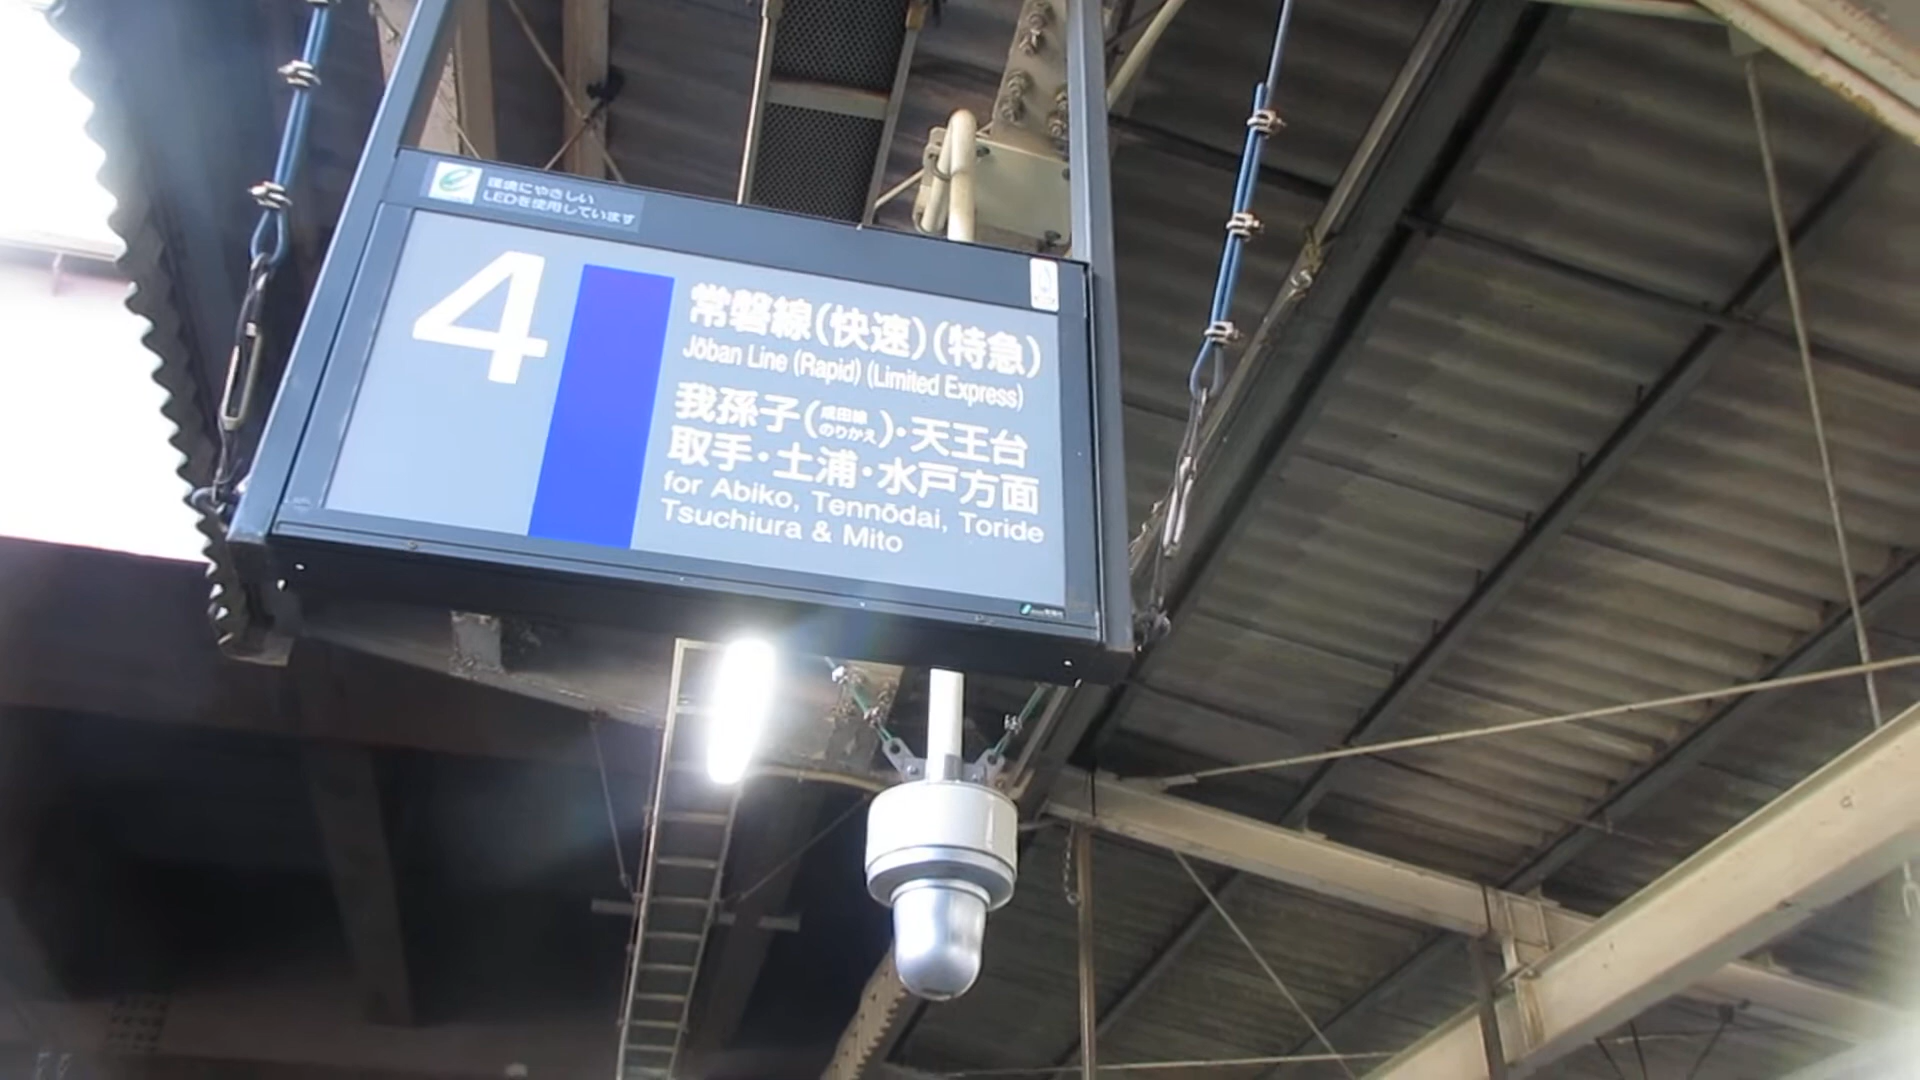 環境にやさしい
LEDを使用しています
4
常磐線(快速)(特急)
Jōban Line (Rapid) (Limited Express)
我孫子(成田線のりかえ)・天王台
取手・土浦・水戸方面
for Abiko, Tennōdai, Toride
Tsuchiura & Mito